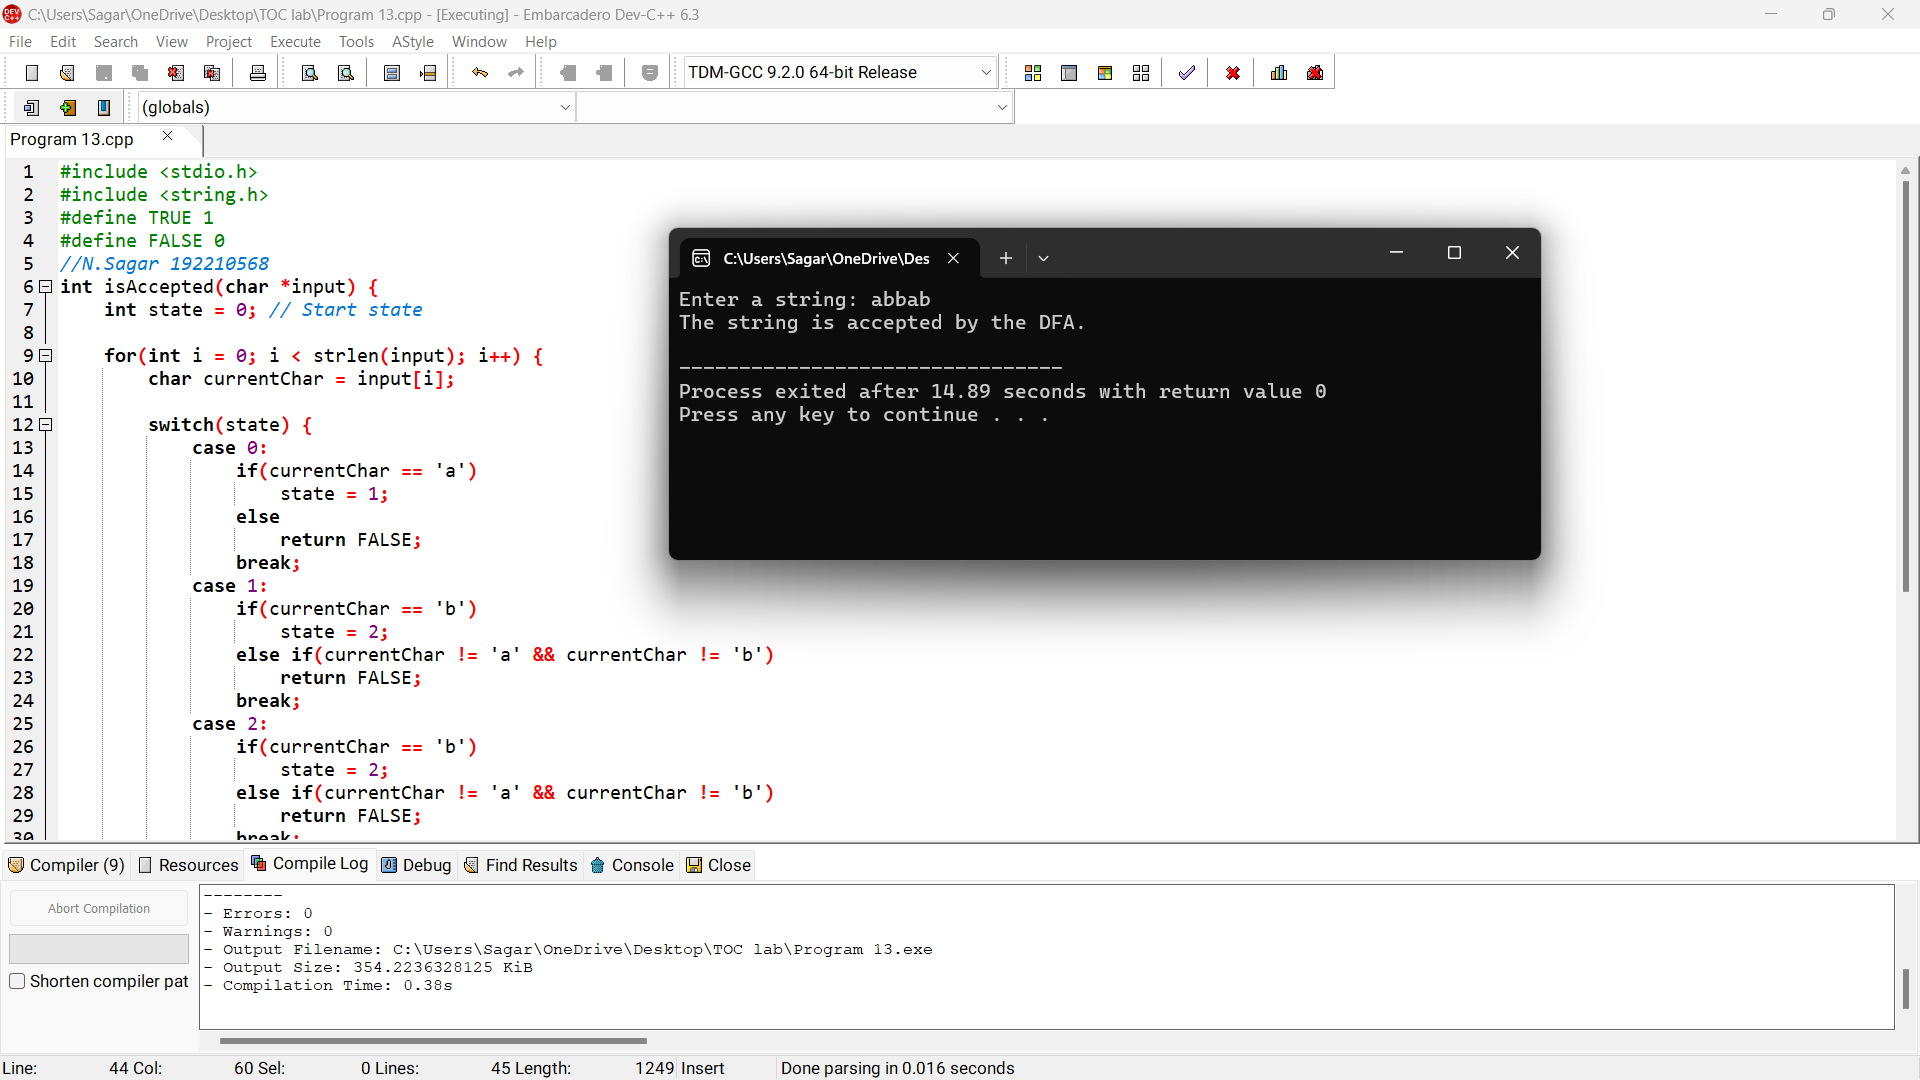 C:\Users\Sagar\OneDrive\Desktop\TOC lab\Program 13.cpp - [Executing] - Embarcadero Dev-C++ 6.3
File Edit Search View Project Execute Tools AStyle Window Help
TDM-GCC 9.2.0 64-bit Release
(globals)
Program 13.cpp
1 #include <stdio.h>
2 #include <string.h>
3 #define TRUE 1
4 #define FALSE 0
5 //N.Sagar 192210568
6 int isAccepted(char *input) {
7 int state = 0; // Start state
8
9 for(int i = 0; i < strlen(input); i++) {
10 char currentChar = input[i];
11
12 switch(state) {
13 case 0:
14 if(currentChar == 'a')
15 state = 1;
16 else
17 return FALSE;
18 break;
19 case 1:
20 if(currentChar == 'b')
21 state = 2;
22 else if(currentChar != 'a' && currentChar != 'b')
23 return FALSE;
24 break;
25 case 2:
26 if(currentChar == 'b')
27 state = 2;
28 else if(currentChar != 'a' && currentChar != 'b')
29 return FALSE;
30 break;
C:\Users\Sagar\OneDrive\Des
Enter a string: abbab
The string is accepted by the DFA.
--------------------------------
Process exited after 14.89 seconds with return value 0
Press any key to continue . . .
Compiler (9) Resources Compile Log Debug Find Results Console Close
Abort Compilation
Shorten compiler pat
--------
- Errors: 0
- Warnings: 0
- Output Filename: C:\Users\Sagar\OneDrive\Desktop\TOC lab\Program 13.exe
- Output Size: 354.2236328125 KiB
- Compilation Time: 0.38s
Line: 44 Col: 60 Sel: 0 Lines: 45 Length: 1249 Insert Done parsing in 0.016 seconds